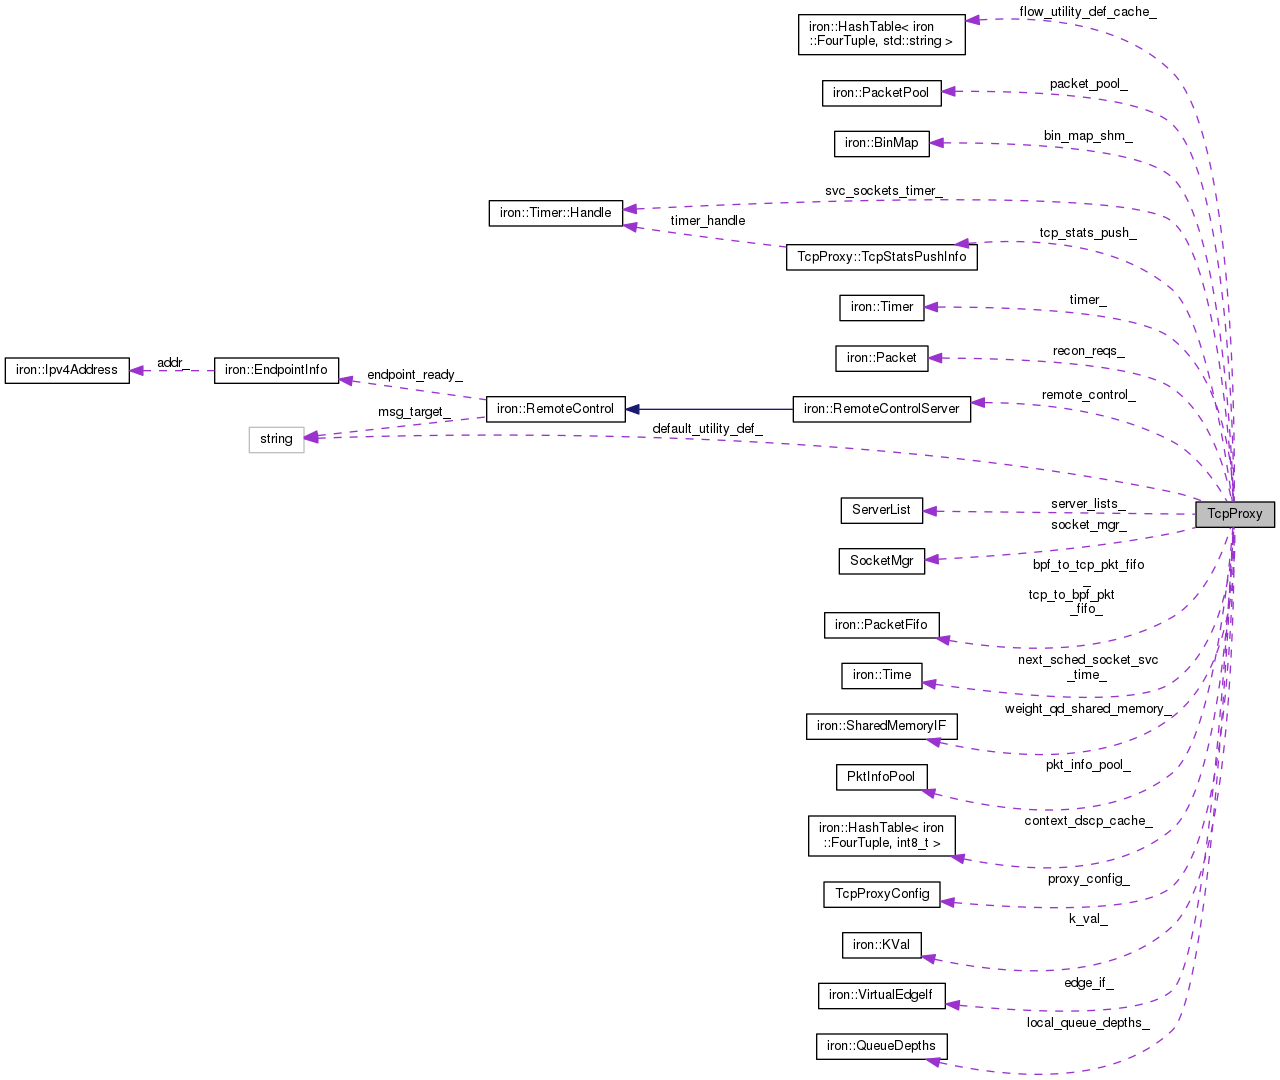 flow_utility_def_cache_
iron::HashTable< iron
::FourTuple, std::string >
packet_pool_
iron::PacketPool
bin_map_shm_
iron::BinMap
svc_sockets_timer_
iron::Timer::Handle
timer_handle
tcp_stats_push_
TcpProxy::TcpStatsPushInfo
timer_
iron::Timer
recon_reqs_
iron::Packet
addr_
iron::Ipv4Address
iron::EndpointInfo
endpoint_ready_
remote_control_
iron::RemoteControl
iron::RemoteControlServer
msg_target_
default_utility_def_
string
server_lists_
ServerList
TcpProxy
socket_mgr_
SocketMgr
bpf_to_tcp_pkt_fifo
_
tcp_to_bpf_pkt
_fifo_
iron::PacketFifo
next_sched_socket_svc
_time_
iron::Time
weight_qd_shared_memory_
iron::SharedMemoryIF
pkt_info_pool_
PktInfoPool
context_dscp_cache_
iron::HashTable< iron
::FourTuple, int8_t >
proxy_config_
TcpProxyConfig
k_val_
iron::KVal
edge_if_
iron::VirtualEdgeIf
local_queue_depths_
iron::QueueDepths